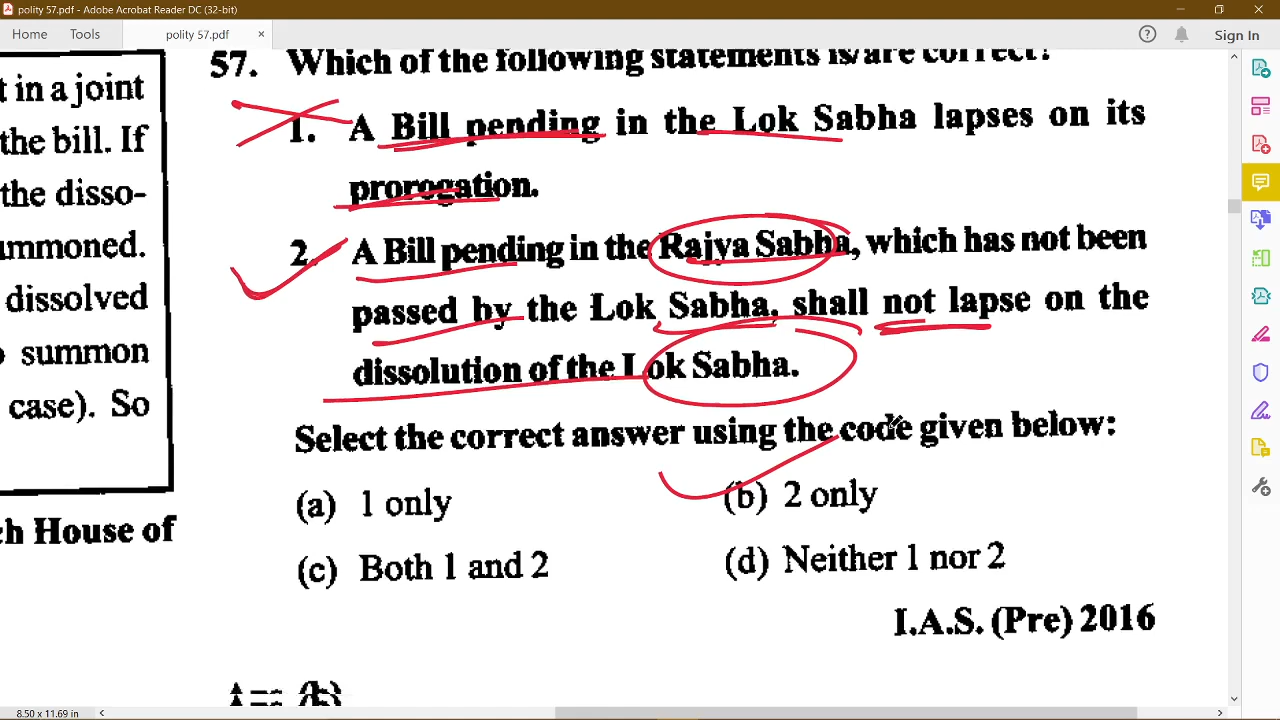 polity 57.pdf - Adobe Acrobat Reader DC (32-bit)
Home Tools polity 57.pdf × Sign In
t in a joint
the bill. If
the disso-
ummoned.
dissolved
summon
case). So
ch House of
57. Which of the following statements is/are correct?
1. A Bill pending in the Lok Sabha lapses on its
prorogation.
2. A Bill pending in the Rajya Sabha, which has not been
passed by the Lok Sabha, shall not lapse on the
dissolution of the Lok Sabha.
Select the correct answer using the code given below:
(a) 1 only (b) 2 only
(c) Both 1 and 2 (d) Neither 1 nor 2
I.A.S. (Pre) 2016
(b)
8.50 x 11.69 in